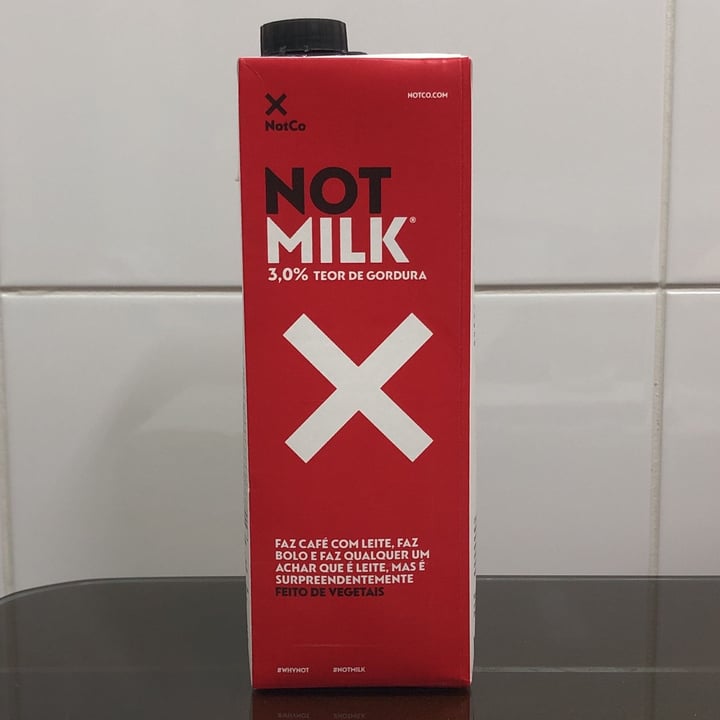 NotCo
NOTCO.COM
NOT
MILK®
3,0% TEOR DE GORDURA
FAZ CAFÉ COM LEITE, FAZ
BOLO E FAZ QUALQUER UM
ACHAR QUE É LEITE, MAS É
SURPREENDENTEMENTE
FEITO DE VEGETAIS
#WHYNOT #NOTMILK